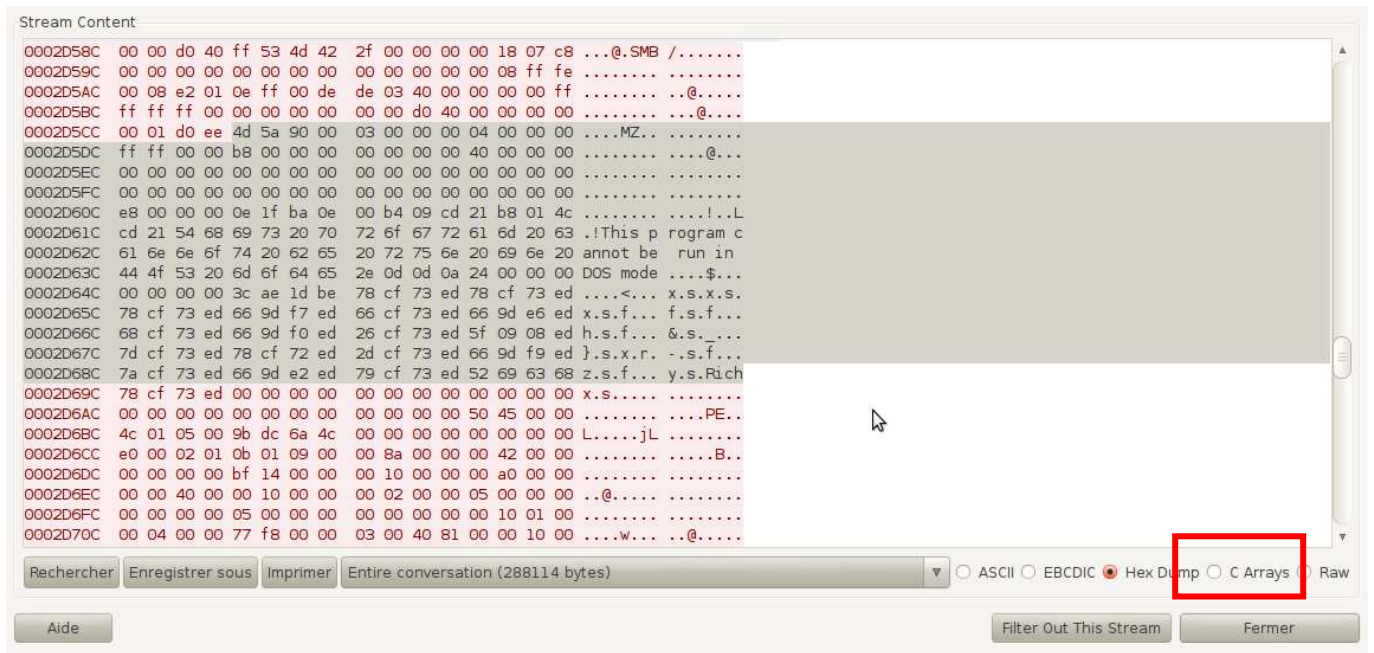 Stream Content
0002D58C 00 00 d0 40 ff 53 4d 42 2f 00 00 00 00 18 07 c8 ...@.SMB /.......
0002D59C 00 00 00 00 00 00 00 00 00 00 00 00 00 08 ff fe ........ ........
0002D5AC 00 08 e2 01 0e ff 00 de de 03 40 00 00 00 00 ff ........ ..@.....
0002D5BC ff ff ff 00 00 00 00 00 00 00 d0 40 00 00 00 00 ........ ...@....
0002D5CC 00 01 d0 ee 4d 5a 90 00 03 00 00 00 04 00 00 00 ....MZ.. ........
0002D5DC ff ff 00 00 b8 00 00 00 00 00 00 00 40 00 00 00 ........ ....@...
0002D5EC 00 00 00 00 00 00 00 00 00 00 00 00 00 00 00 00 ........ ........
0002D5FC 00 00 00 00 00 00 00 00 00 00 00 00 00 00 00 00 ........ ........
0002D60C e8 00 00 00 0e 1f ba 0e 00 b4 09 cd 21 b8 01 4c ........ ....!..L
0002D61C cd 21 54 68 69 73 20 70 72 6f 67 72 61 6d 20 63 .!This p rogram c
0002D62C 61 6e 6e 6f 74 20 62 65 20 72 75 6e 20 69 6e 20 annot be run in
0002D63C 44 4f 53 20 6d 6f 64 65 2e 0d 0d 0a 24 00 00 00 DOS mode ....$...
0002D64C 00 00 00 00 3c ae 1d be 78 cf 73 ed 78 cf 73 ed ....<... x.s.x.s.
0002D65C 78 cf 73 ed 66 9d f7 ed 66 cf 73 ed 66 9d e6 ed x.s.f... f.s.f...
0002D66C 68 cf 73 ed 66 9d f0 ed 26 cf 73 ed 5f 09 08 ed h.s.f... &.s._...
0002D67C 7d cf 73 ed 78 cf 72 ed 2d cf 73 ed 66 9d f9 ed }.s.x.r. -.s.f...
0002D68C 7a cf 73 ed 66 9d e2 ed 79 cf 73 ed 52 69 63 68 z.s.f... y.s.Rich
0002D69C 78 cf 73 ed 00 00 00 00 00 00 00 00 00 00 00 00 x.s..... ........
0002D6AC 00 00 00 00 00 00 00 00 00 00 00 00 50 45 00 00 ........ ....PE..
0002D6BC 4c 01 05 00 9b dc 6a 4c 00 00 00 00 00 00 00 00 L.....jL ........
0002D6CC e0 00 02 01 0b 01 09 00 00 8a 00 00 00 42 00 00 ........ .....B..
0002D6DC 00 00 00 00 bf 14 00 00 00 10 00 00 00 a0 00 00 ........ ........
0002D6EC 00 00 40 00 00 10 00 00 00 02 00 00 05 00 00 00 ..@..... ........
0002D6FC 00 00 00 00 05 00 00 00 00 00 00 00 00 10 01 00 ........ ........
0002D70C 00 04 00 00 77 f8 00 00 03 00 40 81 00 00 10 00 ....w... ..@.....
Rechercher Enregistrer sous Imprimer Entire conversation (288114 bytes) ASCII EBCDIC Hex Dump C Arrays Raw
Aide Filter Out This Stream Fermer